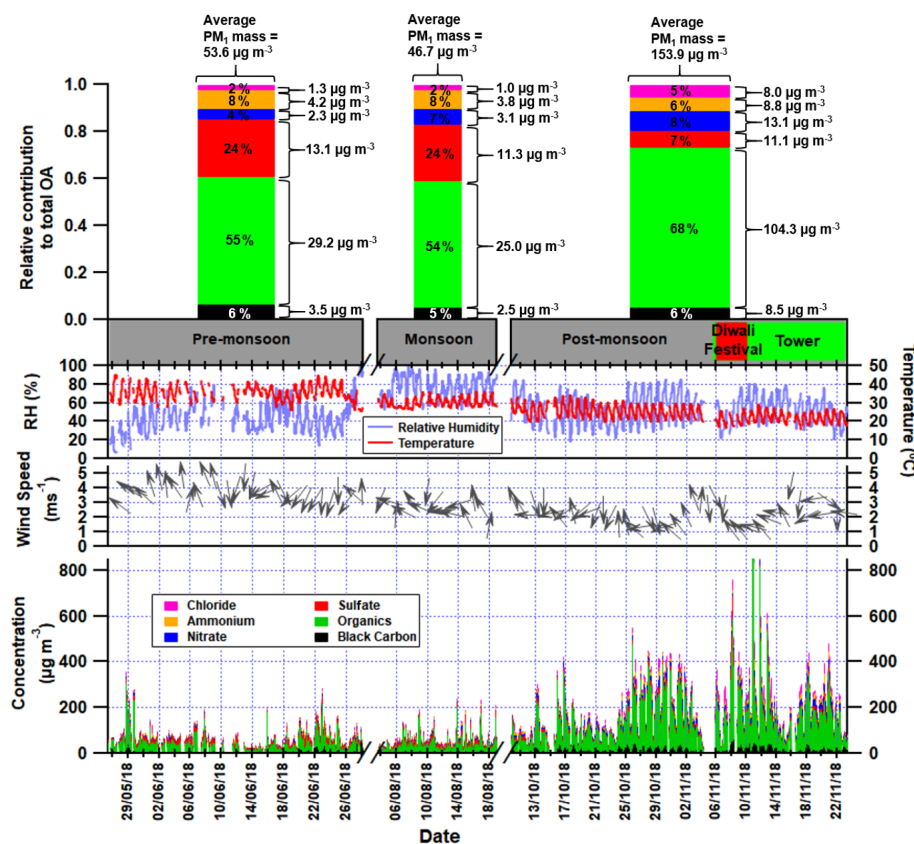 Average
PM1 mass =
53.6 µg m-3
Average
PM1 mass =
46.7 µg m-3
Average
PM1 mass =
153.9 µg m-3
Relative contribution
to total OA
1.0
0.8
0.6
0.4
0.2
0.0
2%
8%
4%
24%
55%
6%
1.3 µg m-3
4.2 µg m-3
2.3 µg m-3
13.1 µg m-3
29.2 µg m-3
3.5 µg m-3
2%
8%
7%
24%
54%
5%
1.0 µg m-3
3.8 µg m-3
3.1 µg m-3
11.3 µg m-3
25.0 µg m-3
2.5 µg m-3
5%
6%
8%
7%
68%
6%
8.0 µg m-3
8.8 µg m-3
13.1 µg m-3
11.1 µg m-3
104.3 µg m-3
8.5 µg m-3
Pre-monsoon
Monsoon
Post-monsoon
Diwali
Festival
Tower
RH (%)
100
80
60
40
20
0
Relative Humidity
Temperature
50
40
30
20
10
0
Temperature
(°C)
Wind Speed
(ms-1)
5
4
3
2
1
0
5
4
3
2
1
0
Concentration
(µg m-3)
800
600
400
200
0
Chloride
Ammonium
Nitrate
Sulfate
Organics
Black Carbon
800
600
400
200
0
29/05/18
02/06/18
06/06/18
10/06/18
14/06/18
18/06/18
22/06/18
26/06/18
06/08/18
10/08/18
14/08/18
18/08/18
13/10/18
17/10/18
21/10/18
25/10/18
29/10/18
02/11/18
06/11/18
10/11/18
14/11/18
18/11/18
22/11/18
Date